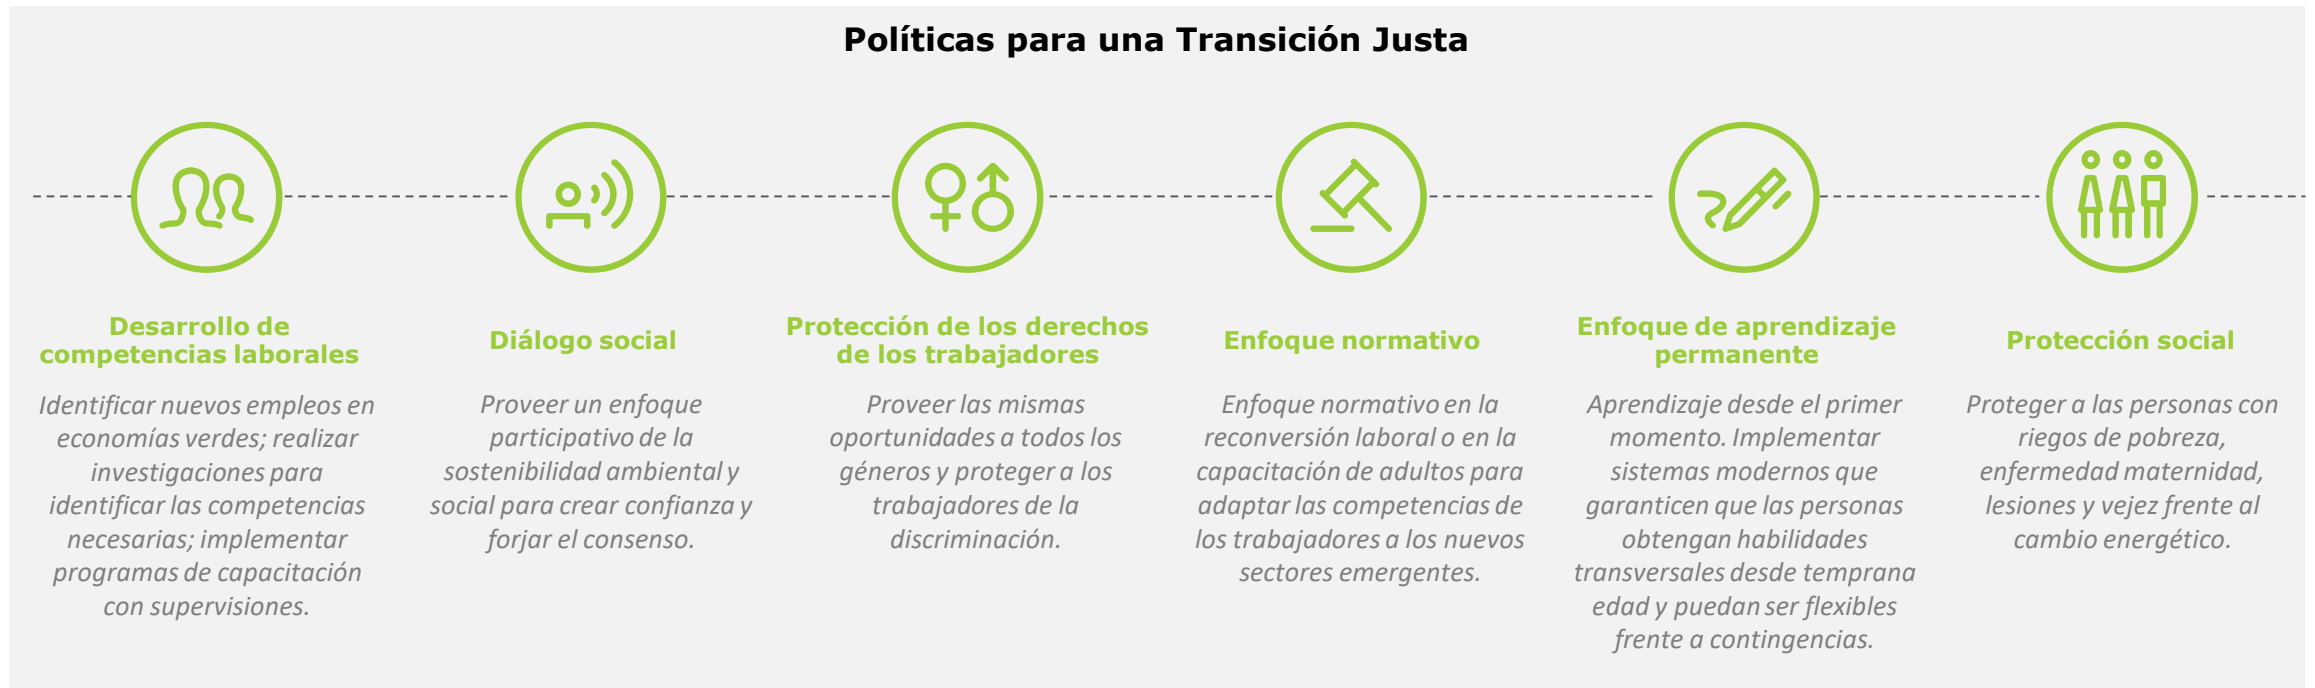 Políticas para una Transición Justa
Desarrollo de
competencias laborales
Identificar nuevos empleos en
economías verdes; realizar
investigaciones para
identificar las competencias
necesarias; implementar
programas de capacitación
con supervisiones.
Diálogo social
Proveer un enfoque
participativo de la
sostenibilidad ambiental y
social para crear confianza y
forjar el consenso.
Protección de los derechos
de los trabajadores
Proveer las mismas
oportunidades a todos los
géneros y proteger a los
trabajadores de la
discriminación.
Enfoque normativo
Enfoque normativo en la
reconversión laboral o en la
capacitación de adultos para
adaptar las competencias de
los trabajadores a los nuevos
sectores emergentes.
Enfoque de aprendizaje
permanente
Aprendizaje desde el primer
momento. Implementar
sistemas modernos que
garanticen que las personas
obtengan habilidades
transversales desde temprana
edad y puedan ser flexibles
frente a contingencias.
Protección social
Proteger a las personas con
riegos de pobreza,
enfermedad maternidad,
lesiones y vejez frente al
cambio energético.